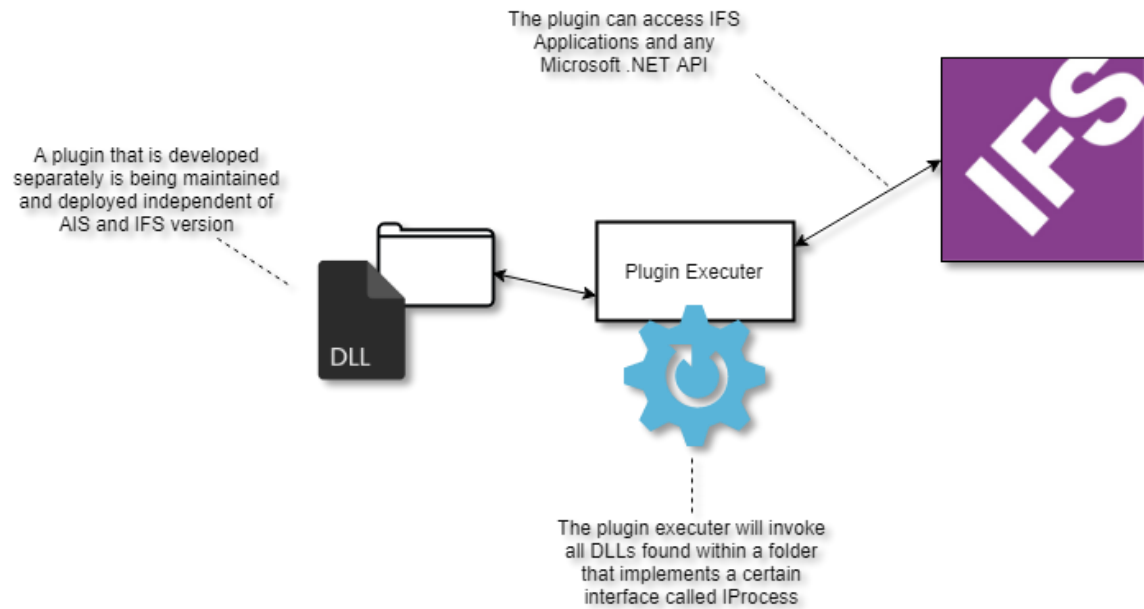 The plugin can access IFS
Applications and any
Microsoft .NET API
IFS
A plugin that is developed
separately is being maintained
and deployed independent of
AIS and IFS version
Plugin Executer
DLL
The plugin executer will invoke
all DLLs found within a folder
that implements a certain
interface called IProcess